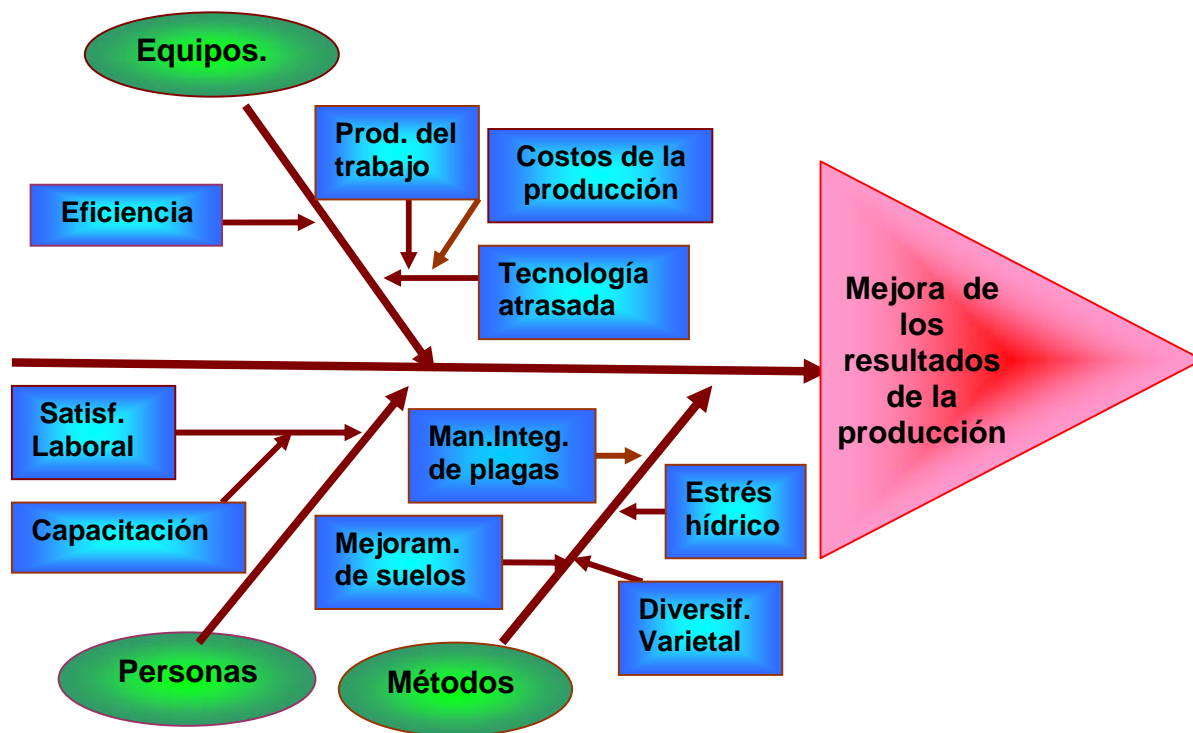 Equipos.
Prod. del
trabajo
Costos de la
producción
Eficiencia
Tecnología
atrasada
Mejora de
los
resultados
de la
producción
Satisf.
Laboral
Man.Integ.
de plagas
Estrés
hídrico
Capacitación
Mejoram.
de suelos
Diversif.
Varietal
Personas
Métodos